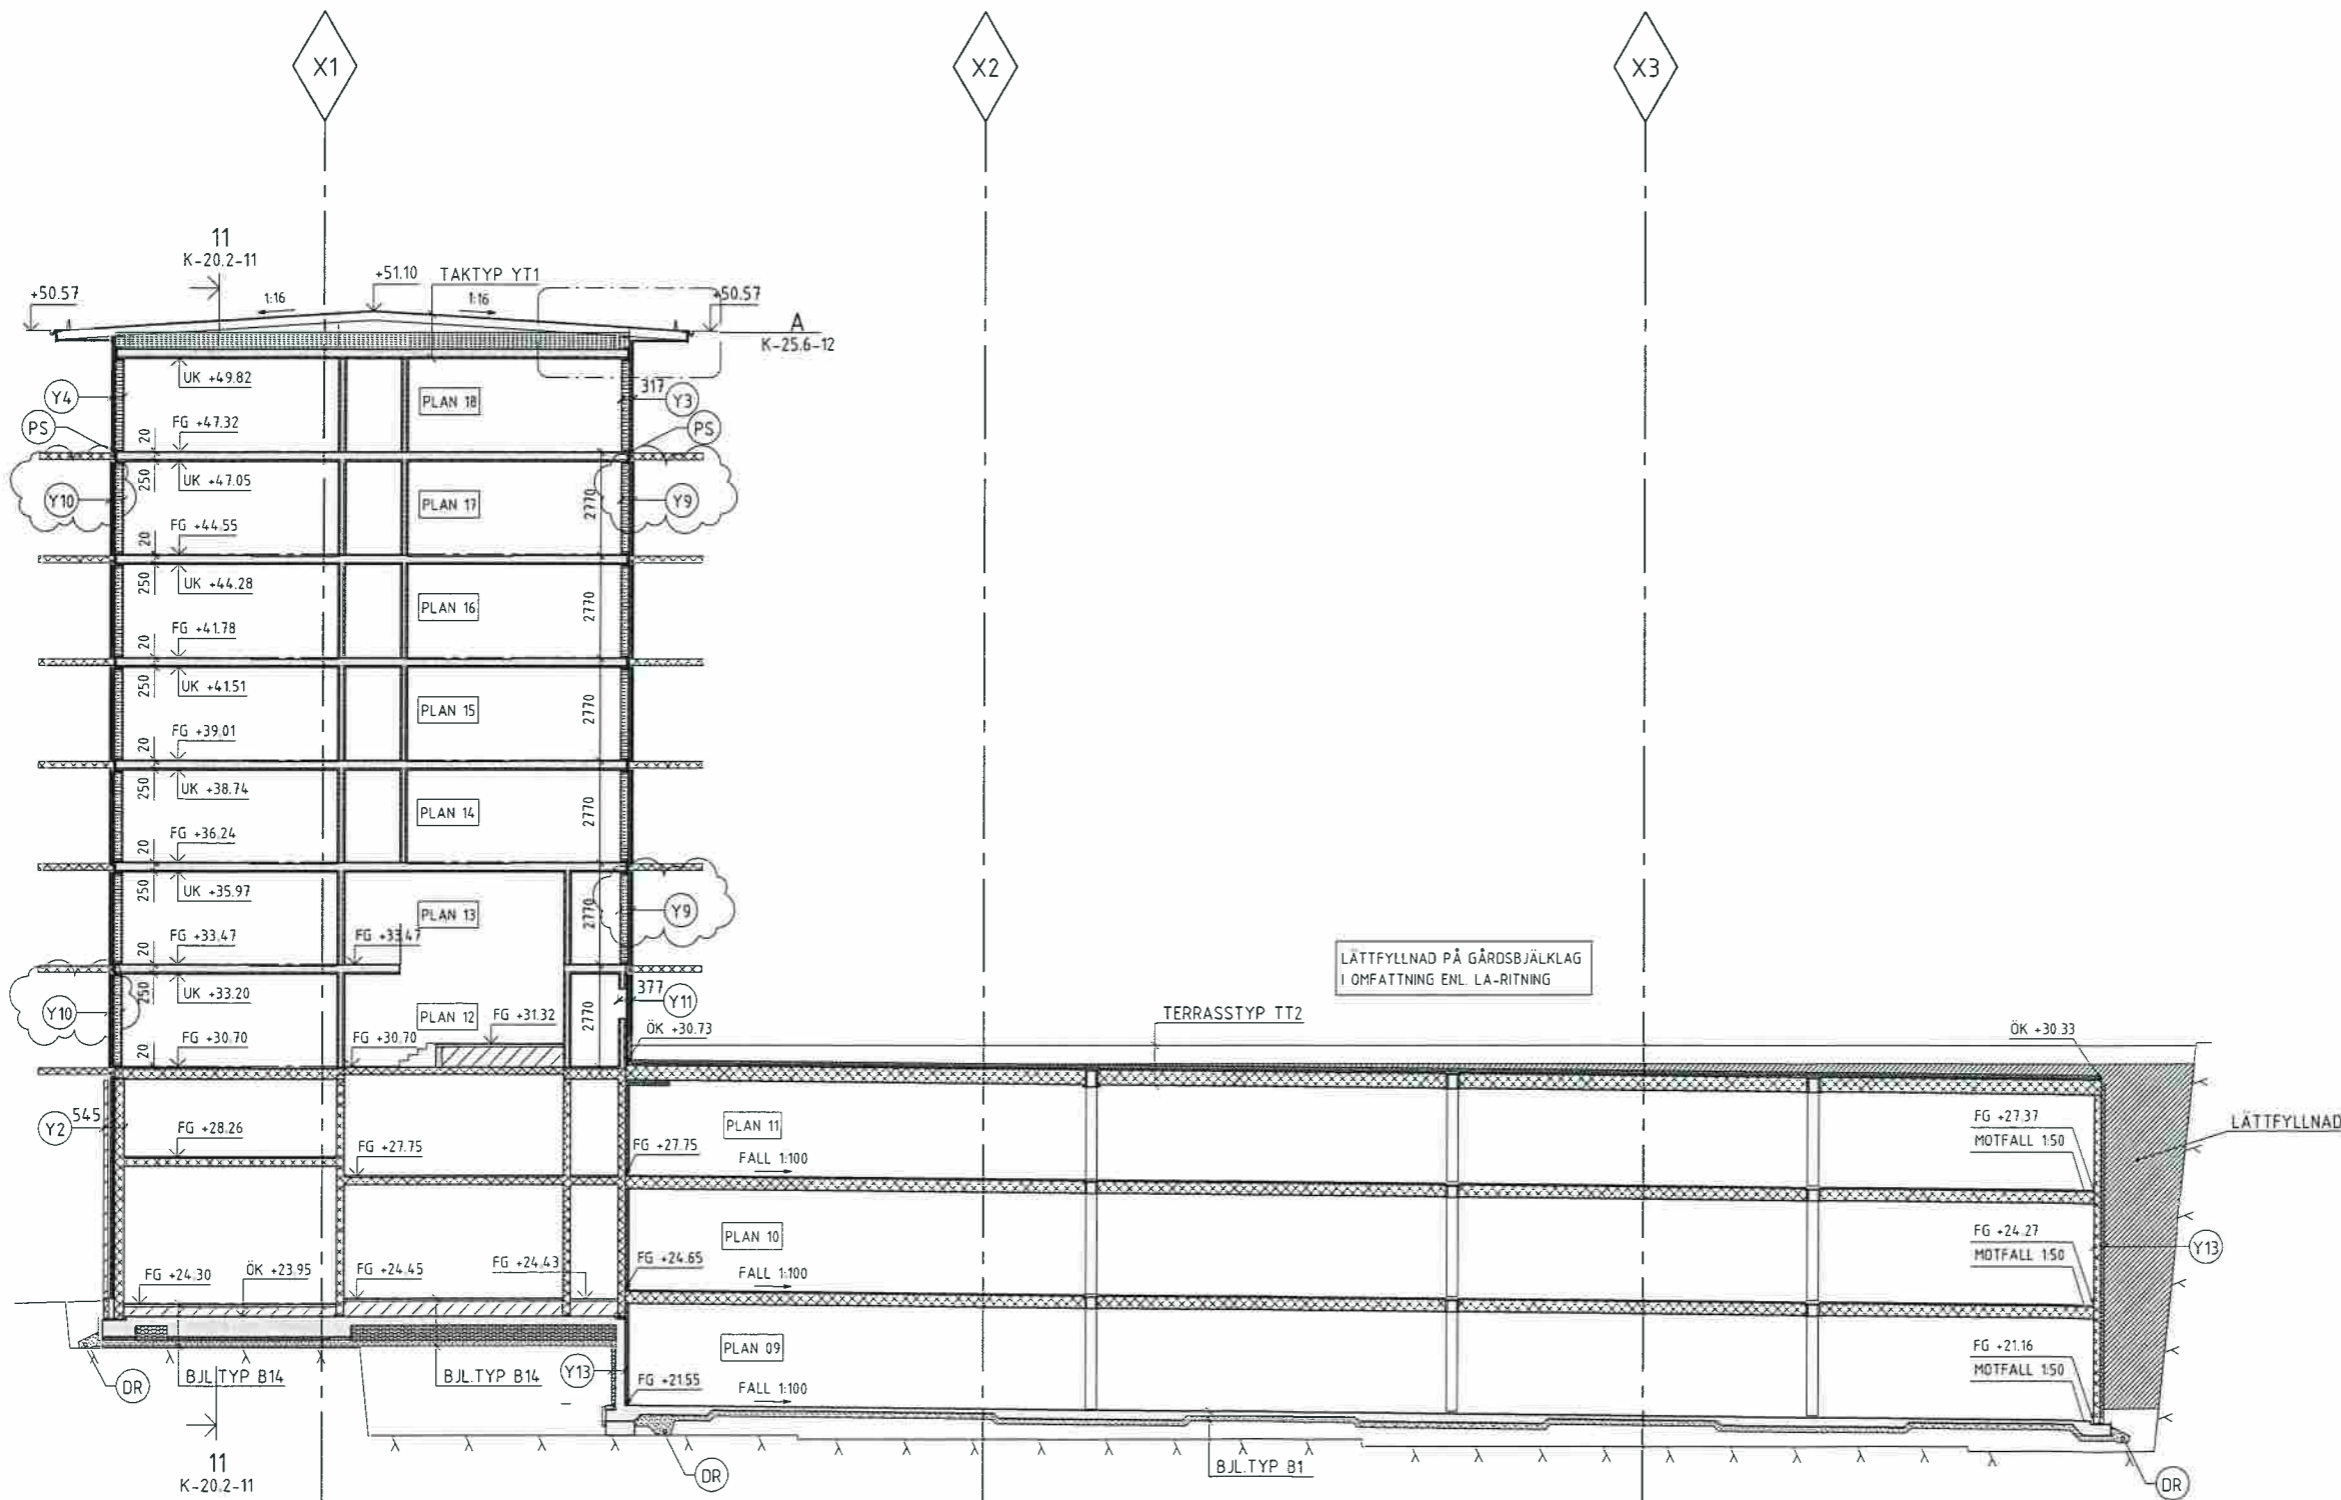 X1
X2
X3
11
K-20.2-11
+51.10
TAKTYP YT1
+50.57
1:16
1:16
+50.57
A
K-25.6-12
UK +49.82
Y4
PLAN 18
317
Y3
PS
20
FG +47.32
PS
250
UK +47.05
Y10
PLAN 17
2770
Y9
20
FG +44.55
250
UK +44.28
PLAN 16
2770
20
FG +41.78
250
UK +41.51
PLAN 15
2770
20
FG +39.01
250
UK +38.74
PLAN 14
2770
20
FG +36.24
250
UK +35.97
PLAN 13
2770
Y9
20
FG +33.47
FG +33.47
LÄTTFYLLNAD PÅ GÅRDSBJÄLKLAG
I OMFATTNING ENL. LA-RITNING
250
UK +33.20
377
Y11
Y10
PLAN 12
FG +31.32
2770
TERRASSTYP TT2
20
FG +30.70
FG +30.70
ÖK +30.73
ÖK +30.33
Y2
545
FG +28.26
PLAN 11
FG +27.37
MOTFALL 1:50
LÄTTFYLLNAD
FG +27.75
FG +27.75
FALL 1:100
PLAN 10
FG +24.27
MOTFALL 1:50
Y13
FG +24.30
ÖK +23.95
FG +24.45
FG +24.43
FG +24.65
FALL 1:100
PLAN 09
FG +21.16
MOTFALL 1:50
DR
BJL.TYP B14
BJL.TYP B14
Y13
FG +21.55
FALL 1:100
11
K-20.2-11
DR
BJL.TYP B1
DR